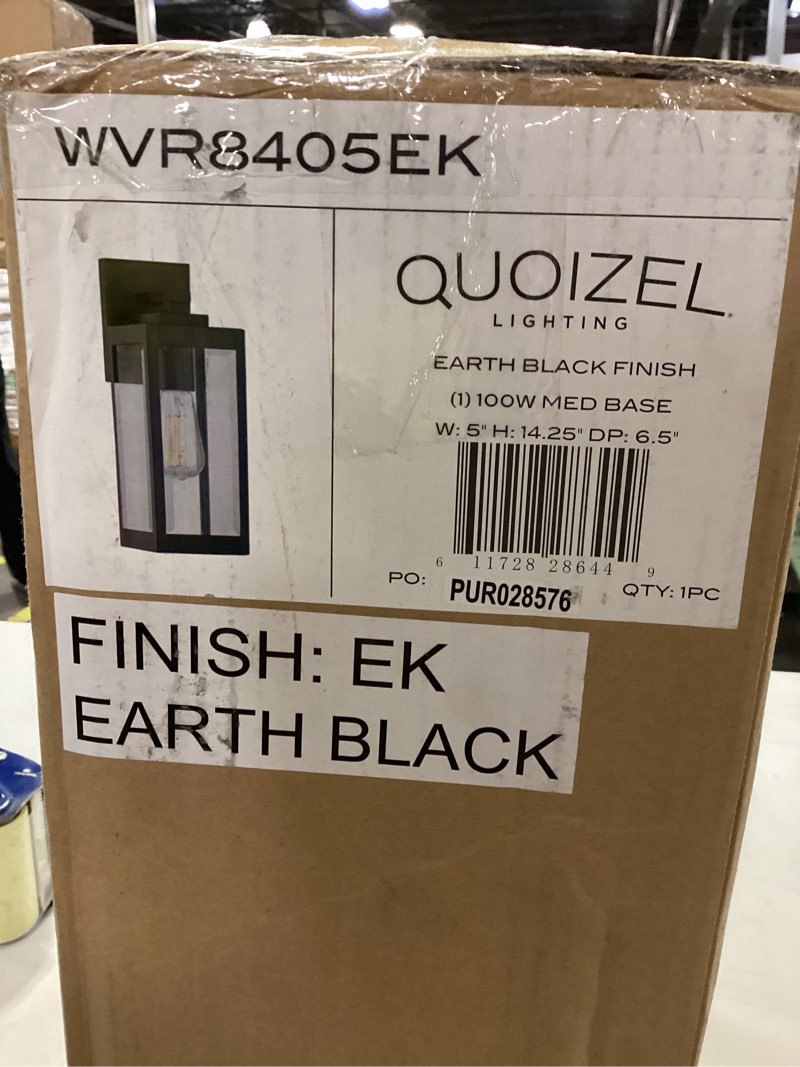 WVR8405EK
QUOIZEL
LIGHTING
EARTH BLACK FINISH
(1) 100W MED BASE
W: 5" H: 14.25" DP: 6.5"
6 11728 28644 9
PO: PUR028576 QTY: 1PC
FINISH: EK
EARTH BLACK